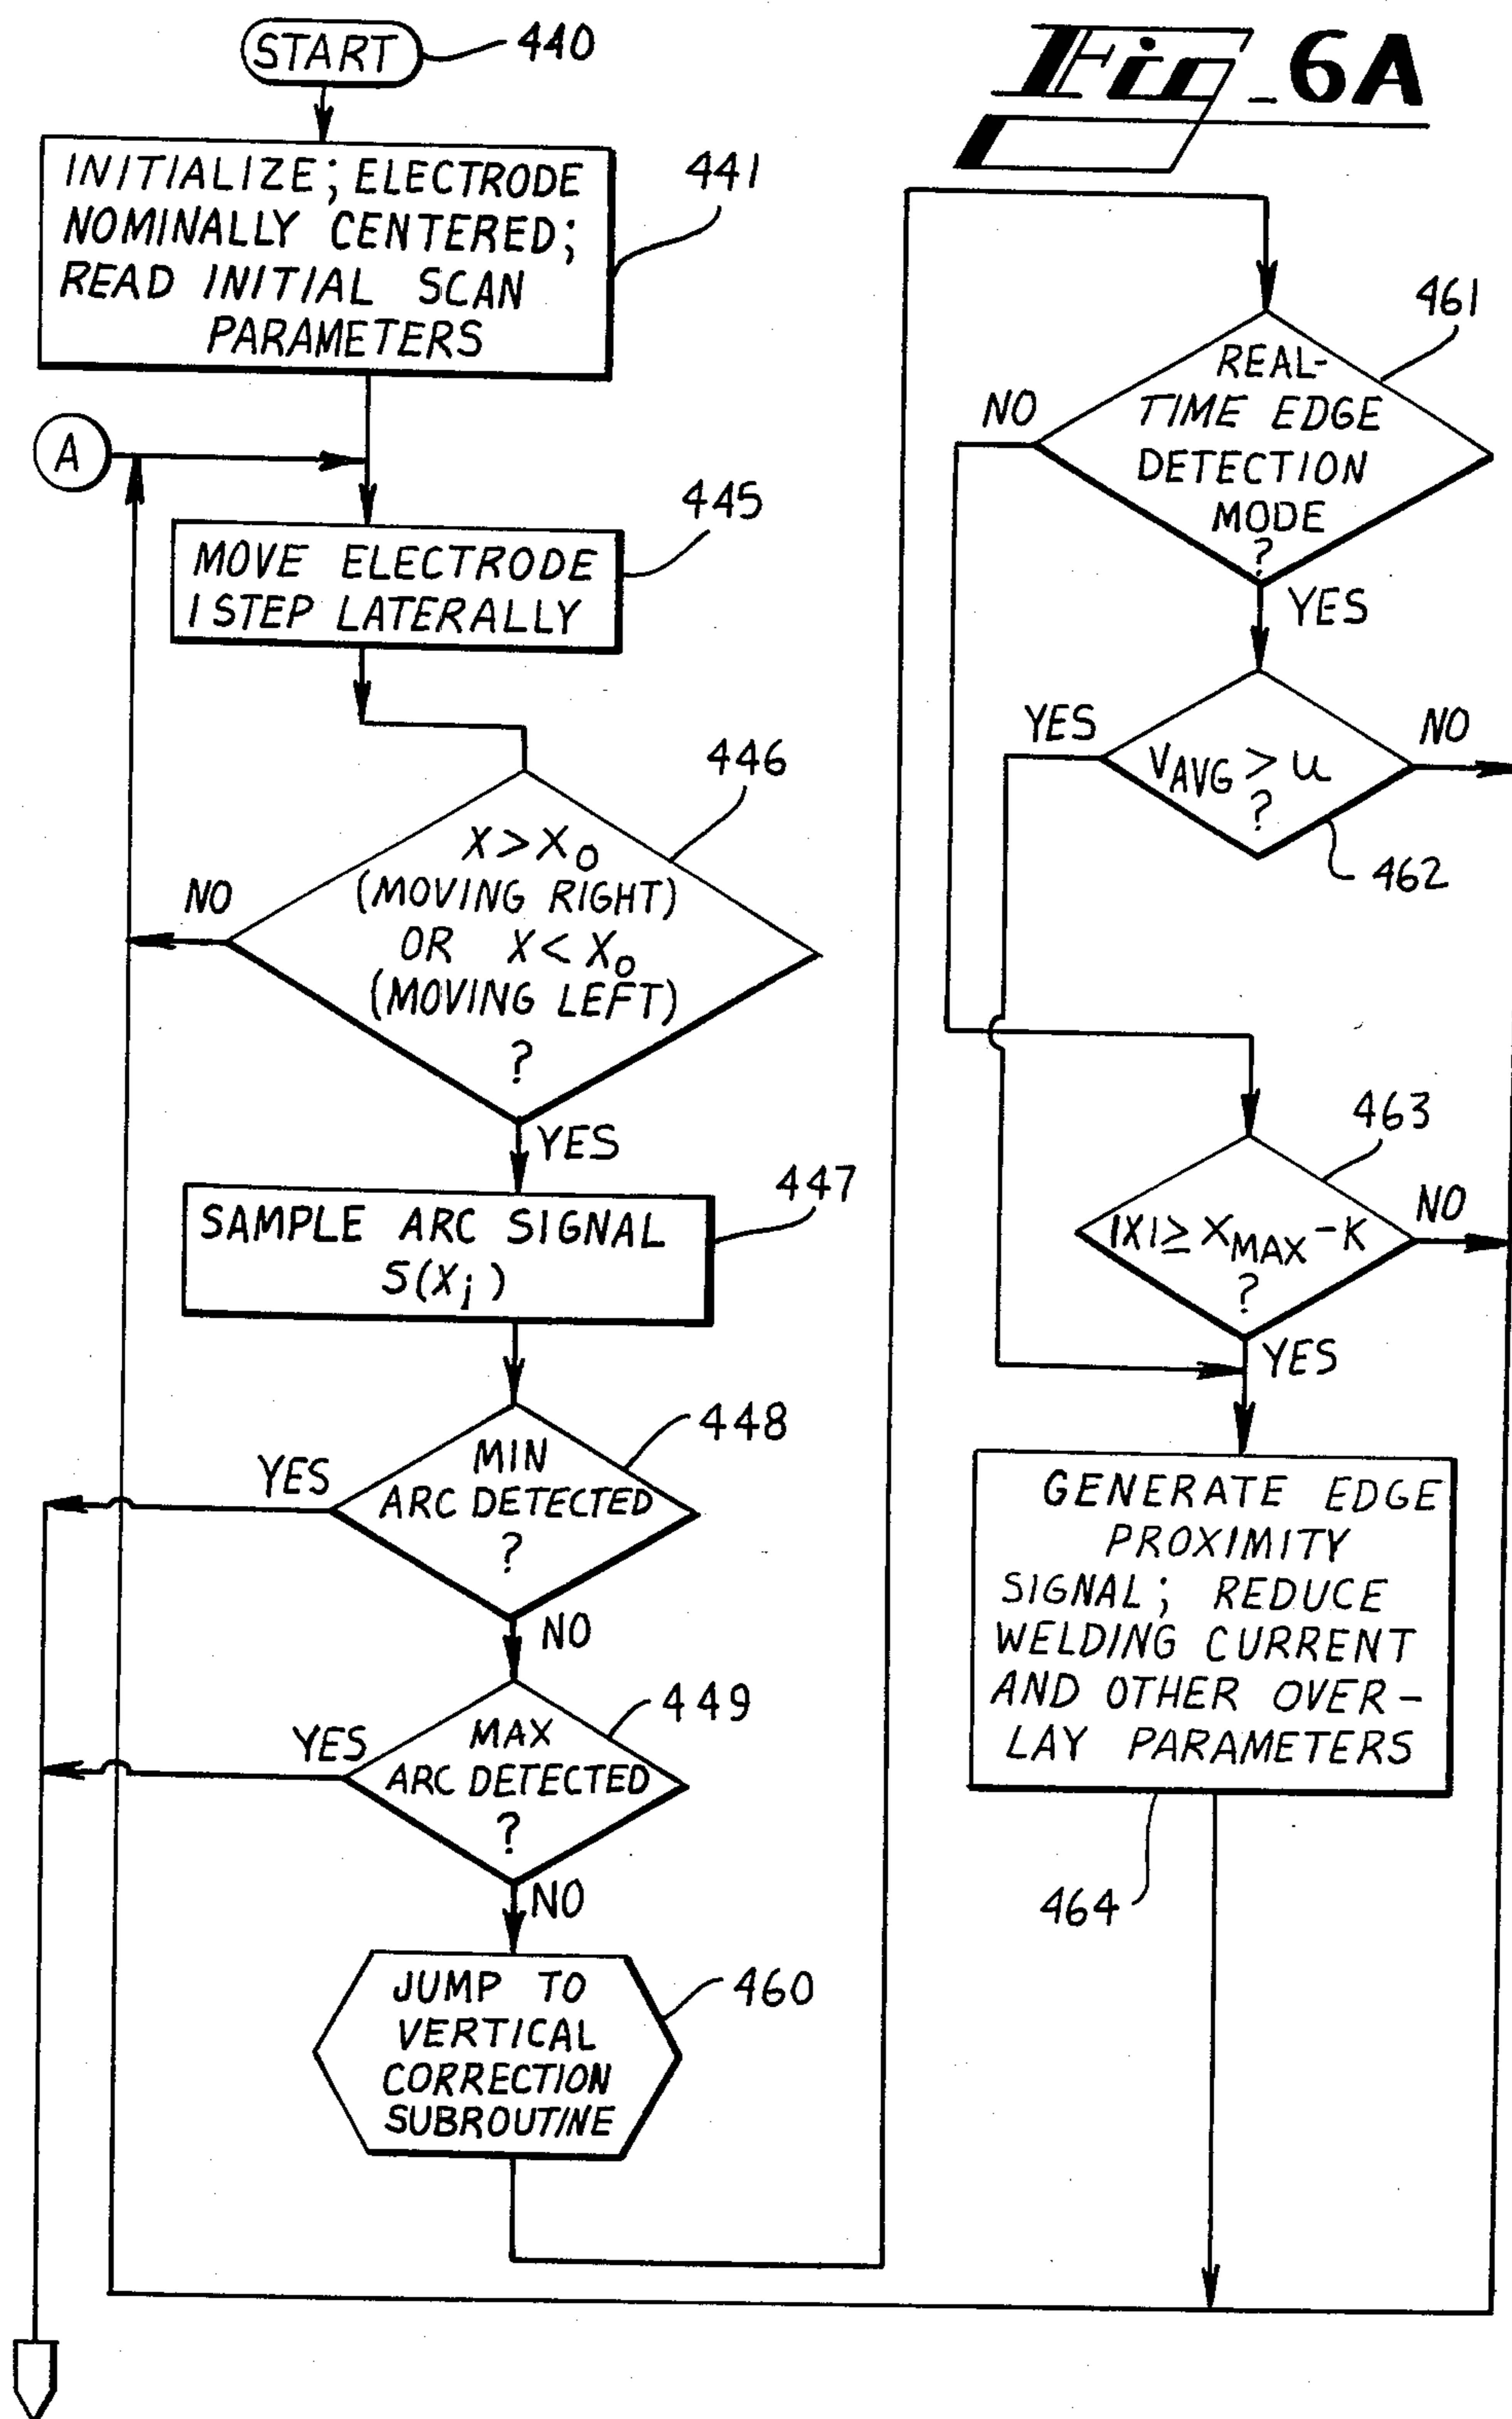 Fig_6A
START
440
INITIALIZE; ELECTRODE
NOMINALLY CENTERED;
READ INITIAL SCAN
PARAMETERS
441
A
MOVE ELECTRODE
1 STEP LATERALLY
445
X > X₀
(MOVING RIGHT)
OR X < X₀
(MOVING LEFT)
?
446
NO
YES
SAMPLE ARC SIGNAL
S(Xᵢ)
447
MIN
ARC DETECTED
?
448
YES
NO
MAX
ARC DETECTED
?
449
YES
NO
JUMP TO
VERTICAL
CORRECTION
SUBROUTINE
460
REAL-
TIME EDGE
DETECTION
MODE
?
461
NO
YES
VAVG > u
?
462
YES
NO
|X| ≥ XMAX - K
?
463
NO
YES
GENERATE EDGE
PROXIMITY
SIGNAL; REDUCE
WELDING CURRENT
AND OTHER OVER-
LAY PARAMETERS
464